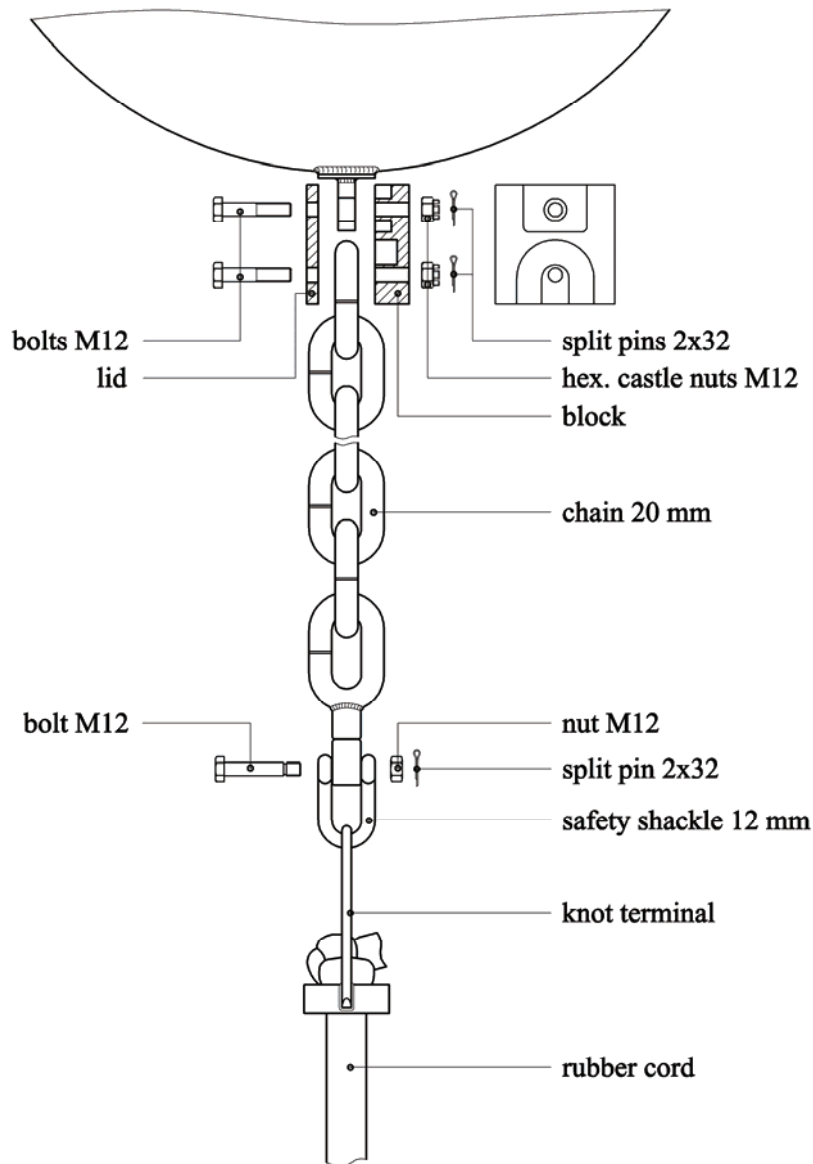 bolts M12
lid
split pins 2x32
hex. castle nuts M12
block
chain 20 mm
bolt M12
nut M12
split pin 2x32
safety shackle 12 mm
knot terminal
rubber cord